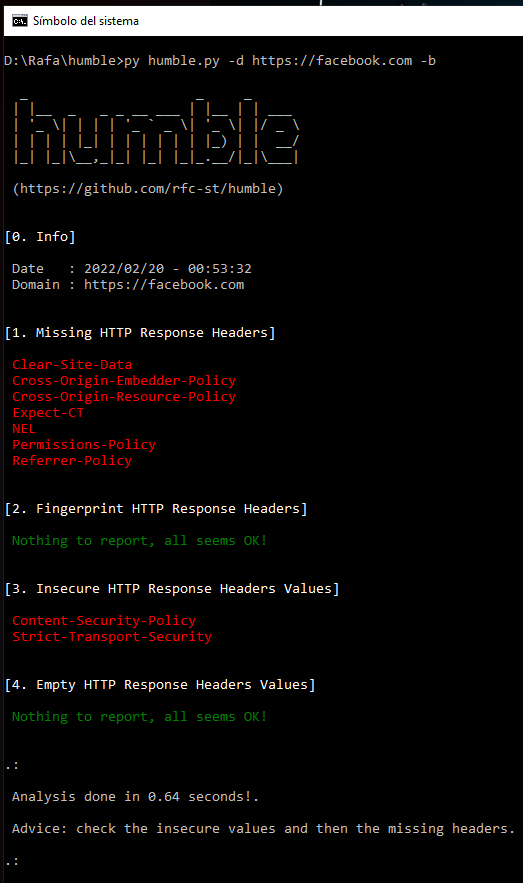 Símbolo del sistema
D:\Rafa\humble>py humble.py -d https://facebook.com -b
humble
(https://github.com/rfc-st/humble)
[0. Info]
Date   : 2022/02/20 - 00:53:32
Domain : https://facebook.com
[1. Missing HTTP Response Headers]
Clear-Site-Data
Cross-Origin-Embedder-Policy
Cross-Origin-Resource-Policy
Expect-CT
NEL
Permissions-Policy
Referrer-Policy
[2. Fingerprint HTTP Response Headers]
Nothing to report, all seems OK!
[3. Insecure HTTP Response Headers Values]
Content-Security-Policy
Strict-Transport-Security
[4. Empty HTTP Response Headers Values]
Nothing to report, all seems OK!
.:
Analysis done in 0.64 seconds!.
Advice: check the insecure values and then the missing headers.
.: